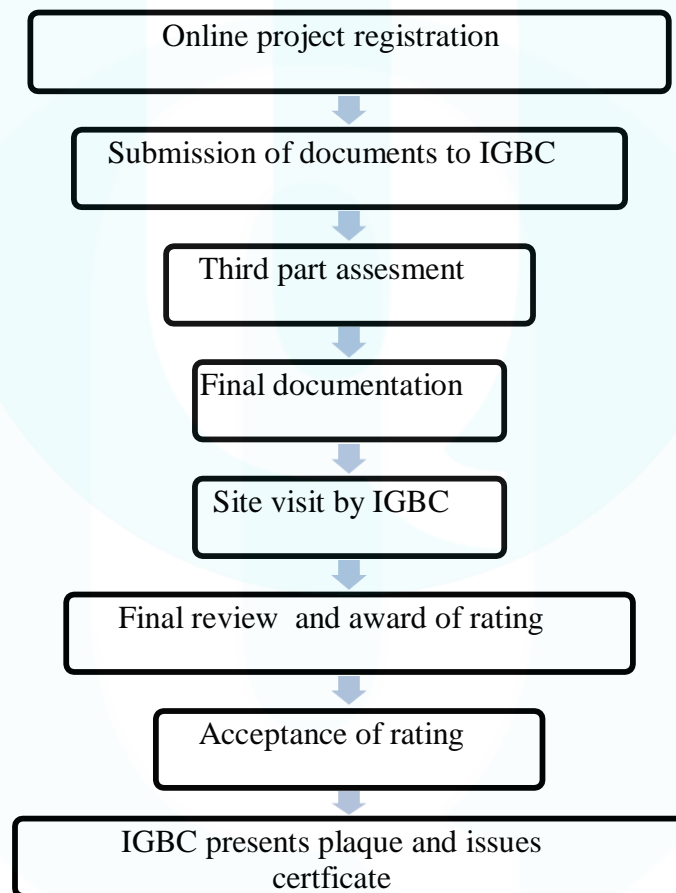 Online project registration
Submission of documents to IGBC
Third part assesment
Final documentation
Site visit by IGBC
Final review and award of rating
Acceptance of rating
IGBC presents plaque and issues
certficate